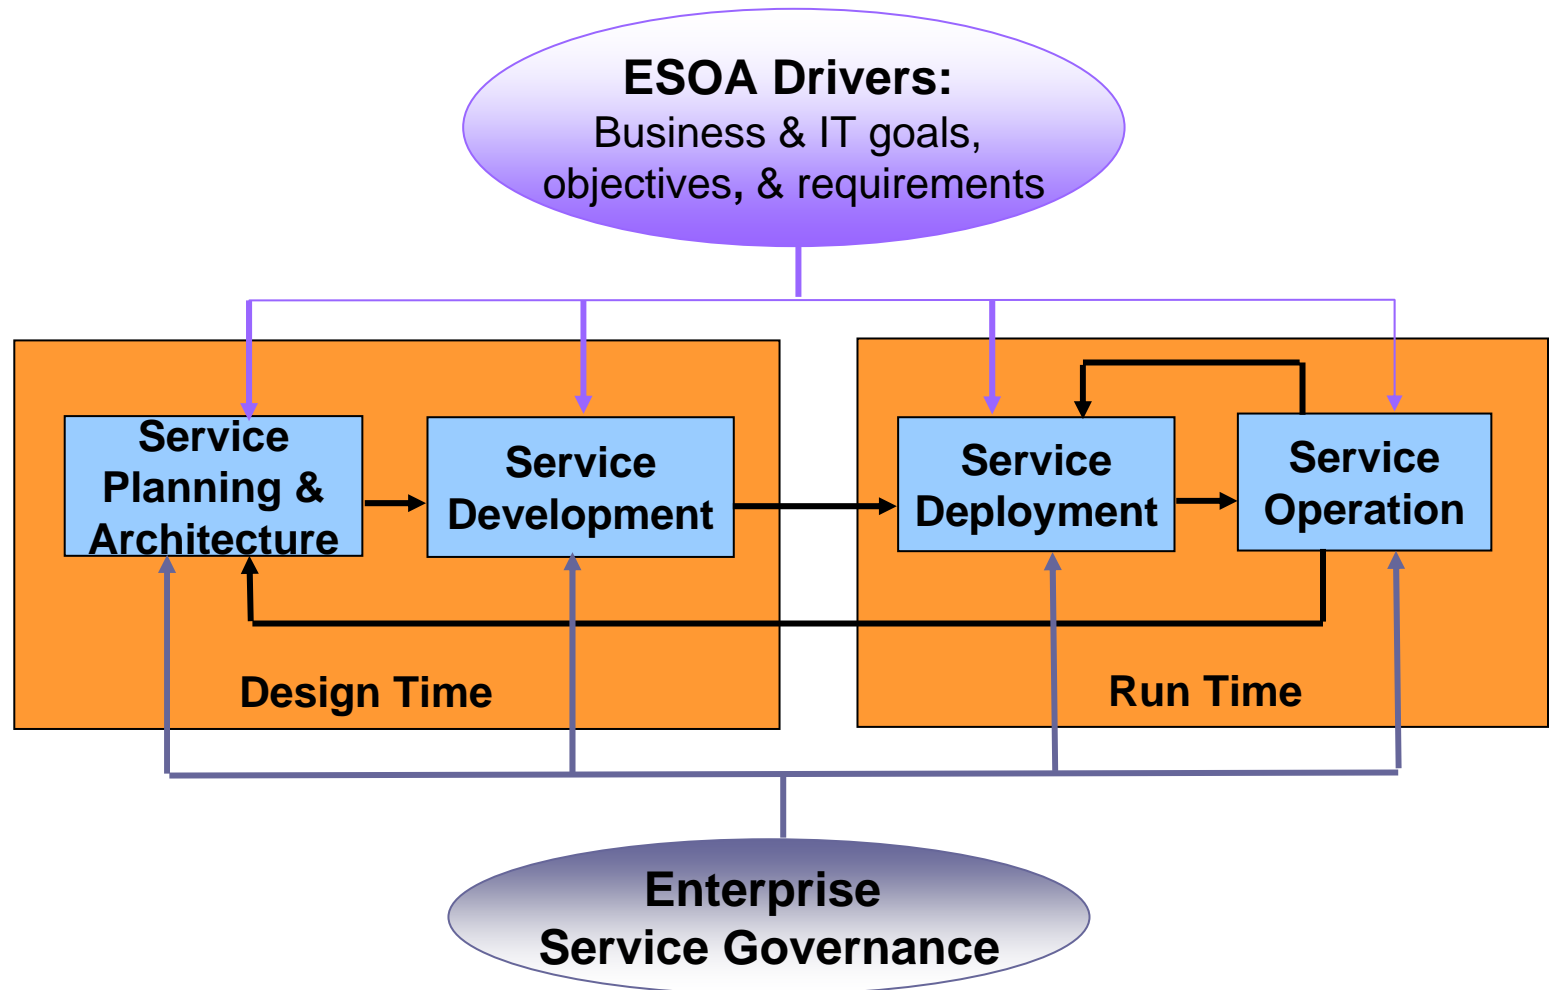 ESOA Drivers:
Business & IT goals,
objectives, & requirements
Service
Planning &
Architecture
Service
Development
Service
Deployment
Service
Operation
Design Time
Run Time
Enterprise
Service Governance